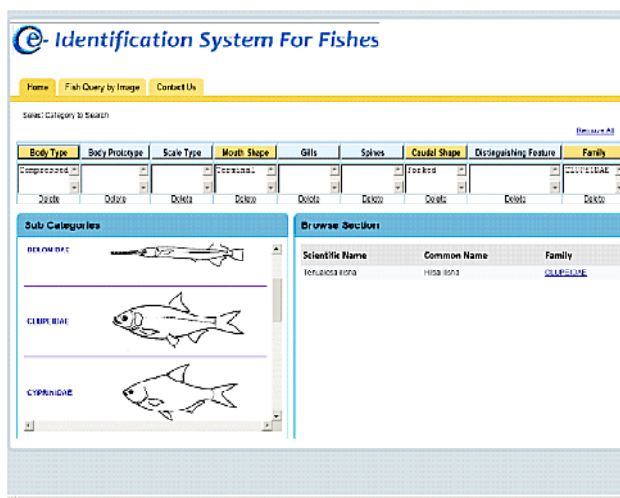 e- Identification System For Fishes
Home Fish Query by Image Contact Us
Select Category to Search
Remove All
Body Type Body Prototype Scale Type Mouth Shape Gills Spines Caudal Shape Distinguishing Feature Family
Compressed Terminal forked CLUPEIDAE
Delete Delete Delete Delete Delete Delete Delete Delete Delete
Sub Categories Browse Section
BELONIDAE
Scientific Name Common Name Family
Tenualosa ilisha Hilsa ilisha CLUPEIDAE
CLUPEIDAE
CYPRINIDAE